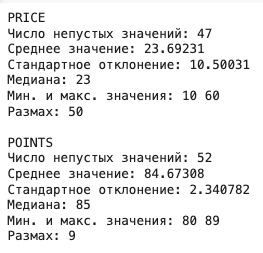 PRICE
Число непустых значений: 47
Среднее значение: 23.69231
Стандартное отклонение: 10.50031
Медиана: 23
Мин. и макс. значения: 10 60
Размах: 50

POINTS
Число непустых значений: 52
Среднее значение: 84.67308
Стандартное отклонение: 2.340782
Медиана: 85
Мин. и макс. значения: 80 89
Размах: 9